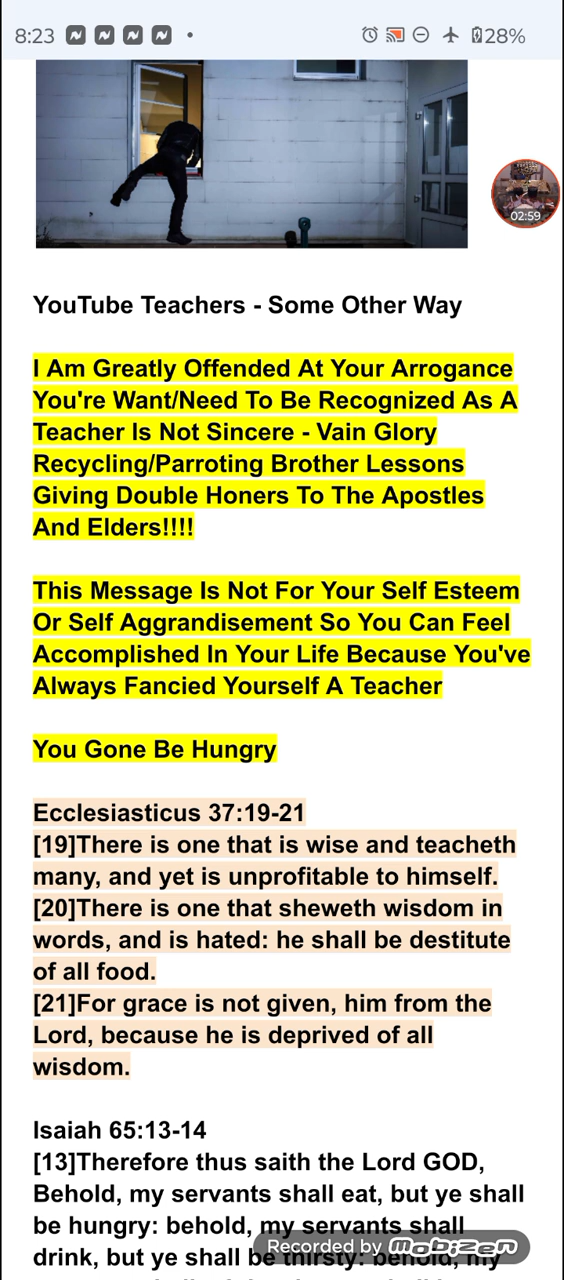 8:23
28%
02:59
YouTube Teachers - Some Other Way
I Am Greatly Offended At Your Arrogance
You're Want/Need To Be Recognized As A
Teacher Is Not Sincere - Vain Glory
Recycling/Parroting Brother Lessons
Giving Double Honers To The Apostles
And Elders!!!!
This Message Is Not For Your Self Esteem
Or Self Aggrandisement So You Can Feel
Accomplished In Your Life Because You've
Always Fancied Yourself A Teacher
You Gone Be Hungry
Ecclesiasticus 37:19-21
[19]There is one that is wise and teacheth
many, and yet is unprofitable to himself.
[20]There is one that sheweth wisdom in
words, and is hated: he shall be destitute
of all food.
[21]For grace is not given, him from the
Lord, because he is deprived of all
wisdom.
Isaiah 65:13-14
[13]Therefore thus saith the Lord GOD,
Behold, my servants shall eat, but ye shall
be hungry: behold, my servants shall
drink, but ye shall be thirsty: behold, my
Recorded by Mobizen